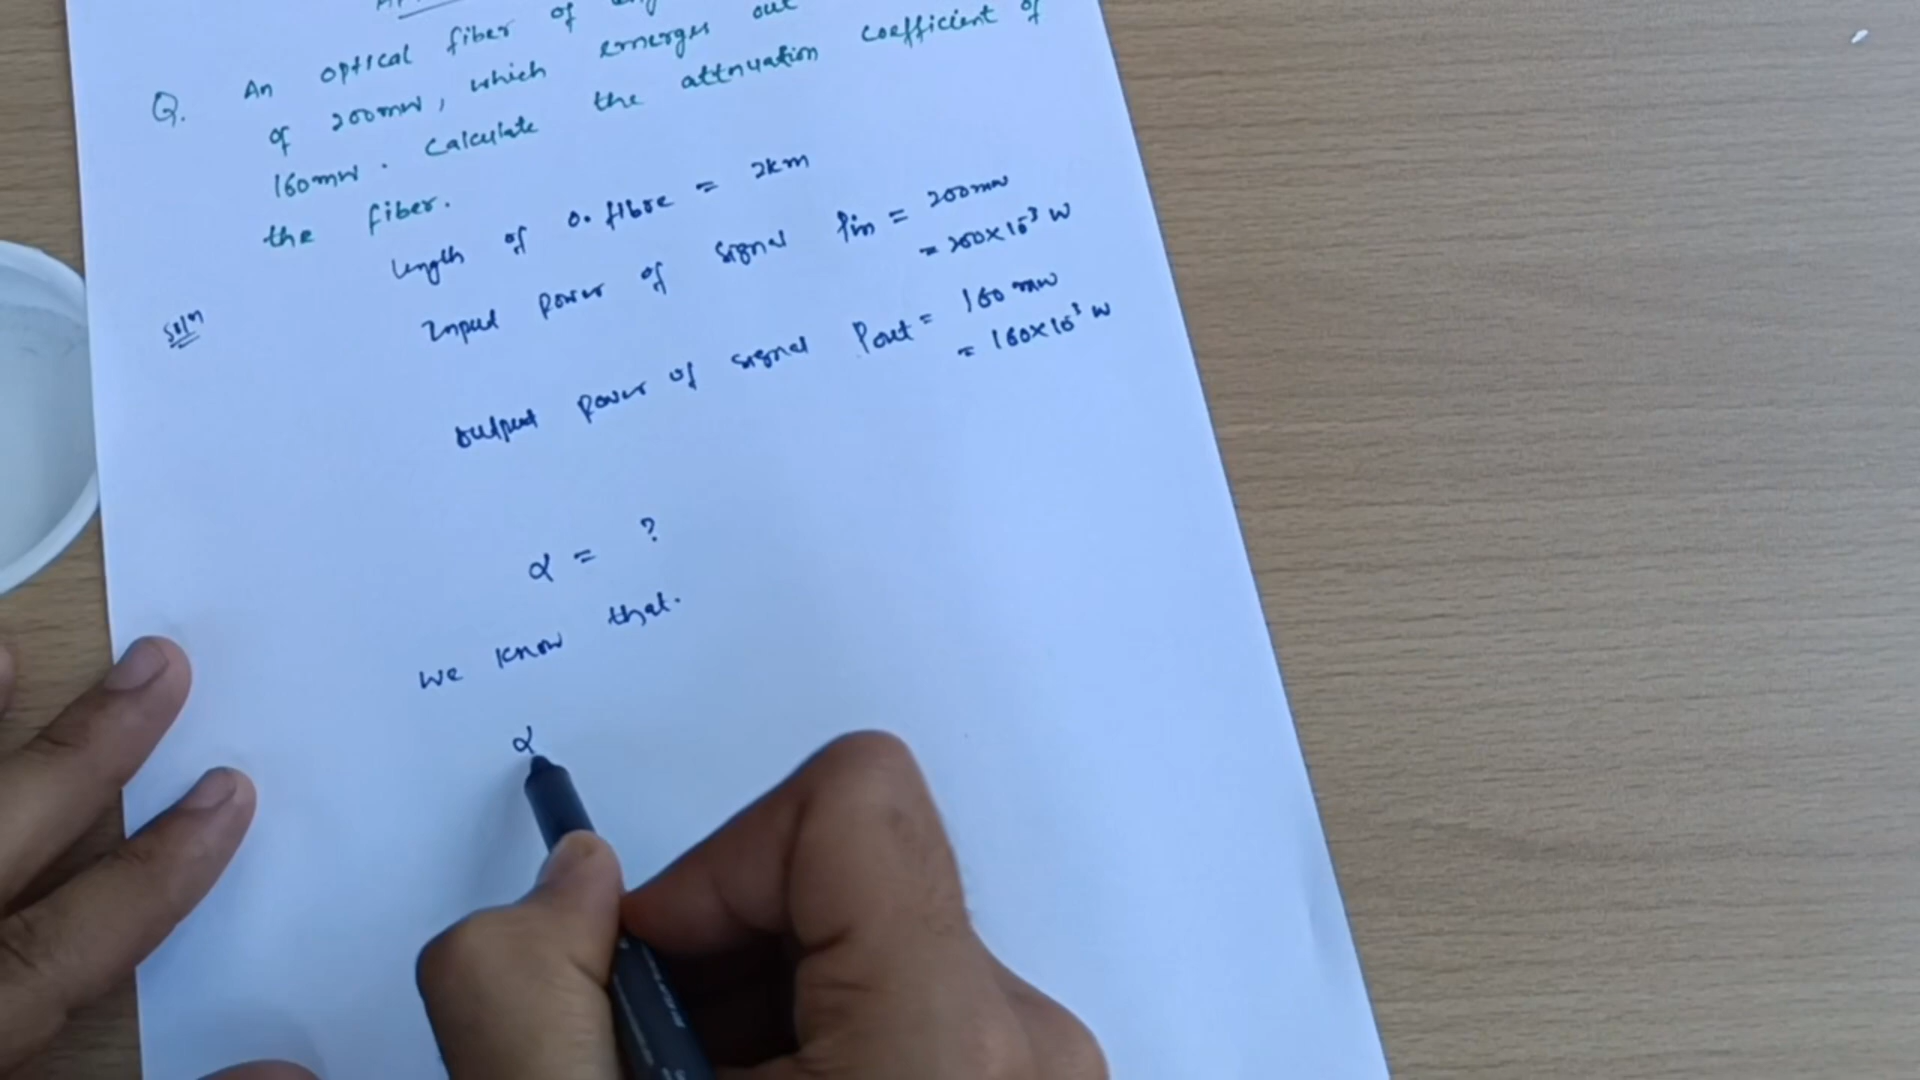 Q. An optical fiber of
of 200mW, which emerges out
160mW. Calculate the attnuation coefficient of
the fiber.
Soln
length of o. fibre = 2km
Input power of signal Pin = 200mW
= 200×10⁻³ W
output power of signal Pout = 160 mW
= 160×10⁻³ W
α = ?
we know that.
α